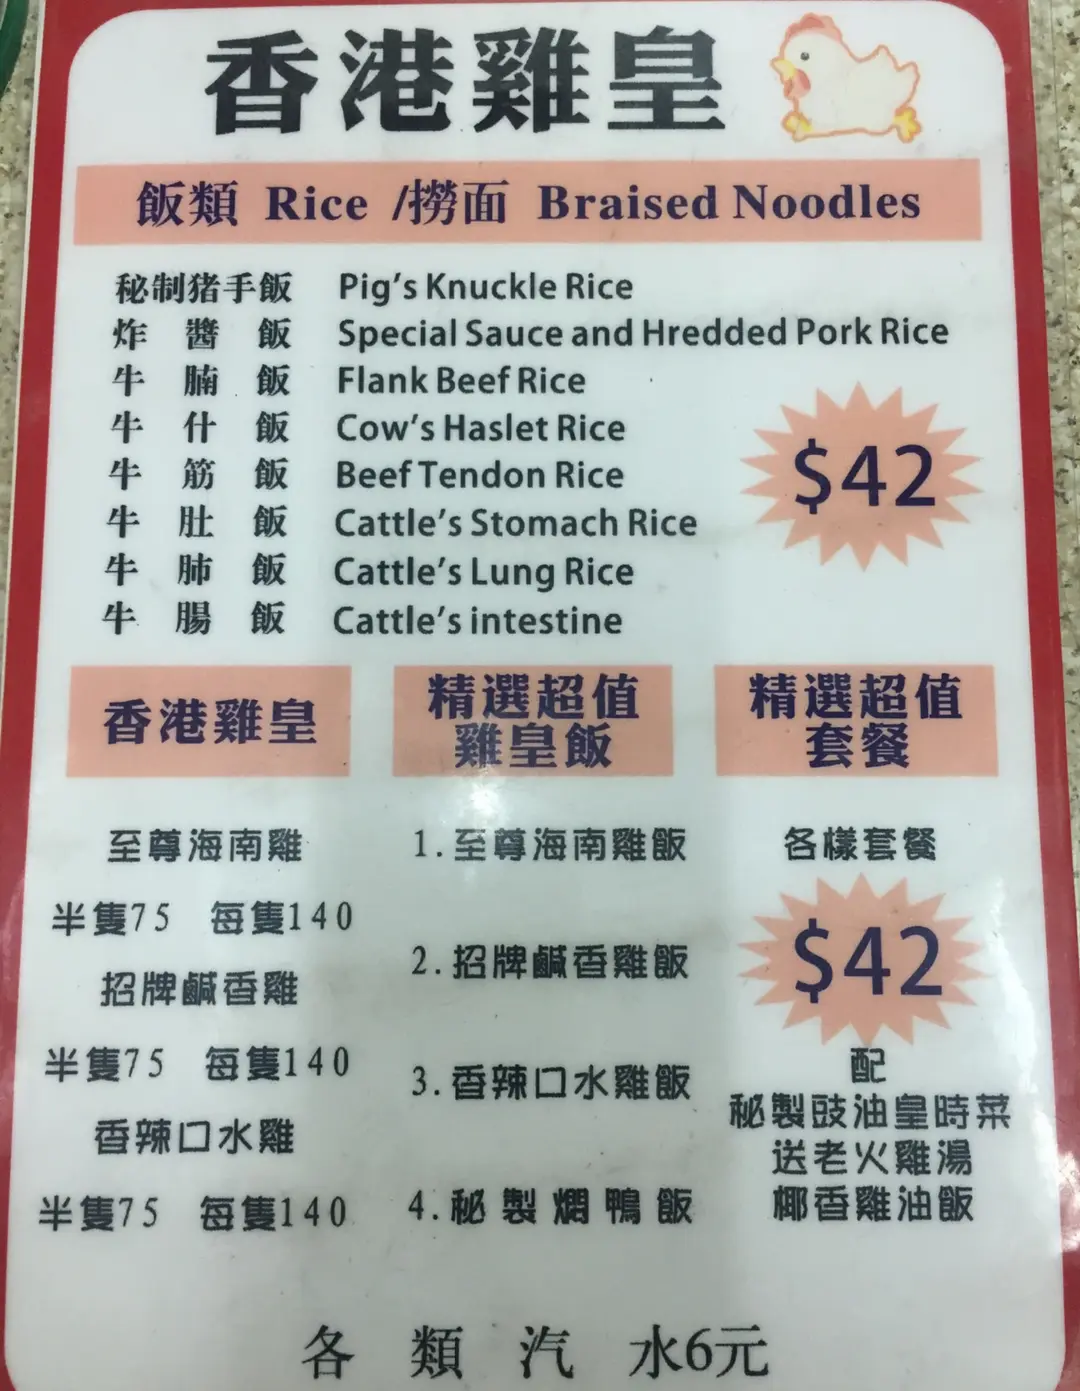 香港雞皇
飯類 Rice /撈面 Braised Noodles
秘制猪手飯 Pig's Knuckle Rice
炸醬飯 Special Sauce and Hredded Pork Rice
牛腩飯 Flank Beef Rice
牛什飯 Cow's Haslet Rice
$42
牛筋飯 Beef Tendon Rice
牛肚飯 Cattle's Stomach Rice
牛肺飯 Cattle's Lung Rice
牛腸飯 Cattle's intestine
香港雞皇
至尊海南雞
半隻75 每隻140
招牌鹹香雞
半隻75 每隻140
香辣口水雞
半隻75 每隻140
精選超值
雞皇飯
1.至尊海南雞飯
2.招牌鹹香雞飯
3.香辣口水雞飯
4.秘製燜鴨飯
精選超值
套餐
各樣套餐
$42
配
秘製豉油皇時菜
送老火雞湯
椰香雞油飯
各類汽水6元